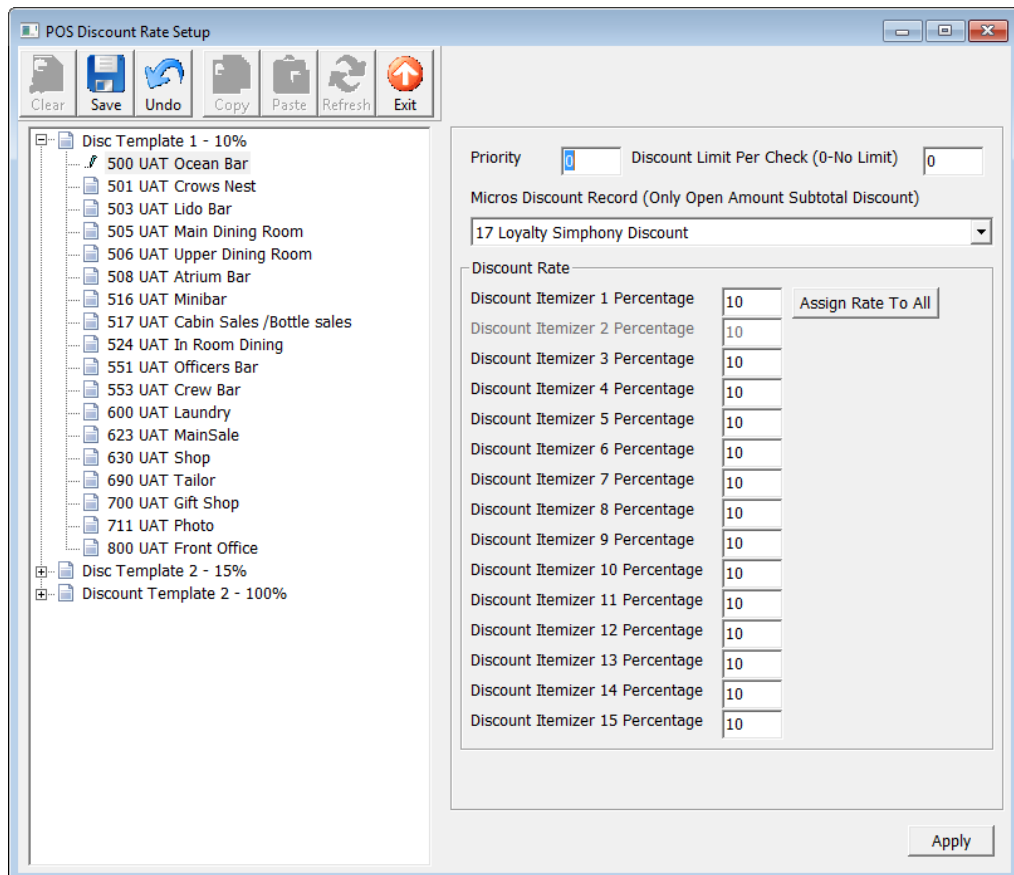 POS Discount Rate Setup
Clear Save Undo Copy Paste Refresh Exit
Disc Template 1 - 10%
500 UAT Ocean Bar
501 UAT Crows Nest
503 UAT Lido Bar
505 UAT Main Dining Room
506 UAT Upper Dining Room
508 UAT Atrium Bar
516 UAT Minibar
517 UAT Cabin Sales /Bottle sales
524 UAT In Room Dining
551 UAT Officers Bar
553 UAT Crew Bar
600 UAT Laundry
623 UAT MainSale
630 UAT Shop
690 UAT Tailor
700 UAT Gift Shop
711 UAT Photo
800 UAT Front Office
Disc Template 2 - 15%
Discount Template 2 - 100%
Priority 0 Discount Limit Per Check (0-No Limit) 0
Micros Discount Record (Only Open Amount Subtotal Discount)
17 Loyalty Simphony Discount
Discount Rate
Discount Itemizer 1 Percentage 10 Assign Rate To All
Discount Itemizer 2 Percentage 10
Discount Itemizer 3 Percentage 10
Discount Itemizer 4 Percentage 10
Discount Itemizer 5 Percentage 10
Discount Itemizer 6 Percentage 10
Discount Itemizer 7 Percentage 10
Discount Itemizer 8 Percentage 10
Discount Itemizer 9 Percentage 10
Discount Itemizer 10 Percentage 10
Discount Itemizer 11 Percentage 10
Discount Itemizer 12 Percentage 10
Discount Itemizer 13 Percentage 10
Discount Itemizer 14 Percentage 10
Discount Itemizer 15 Percentage 10
Apply